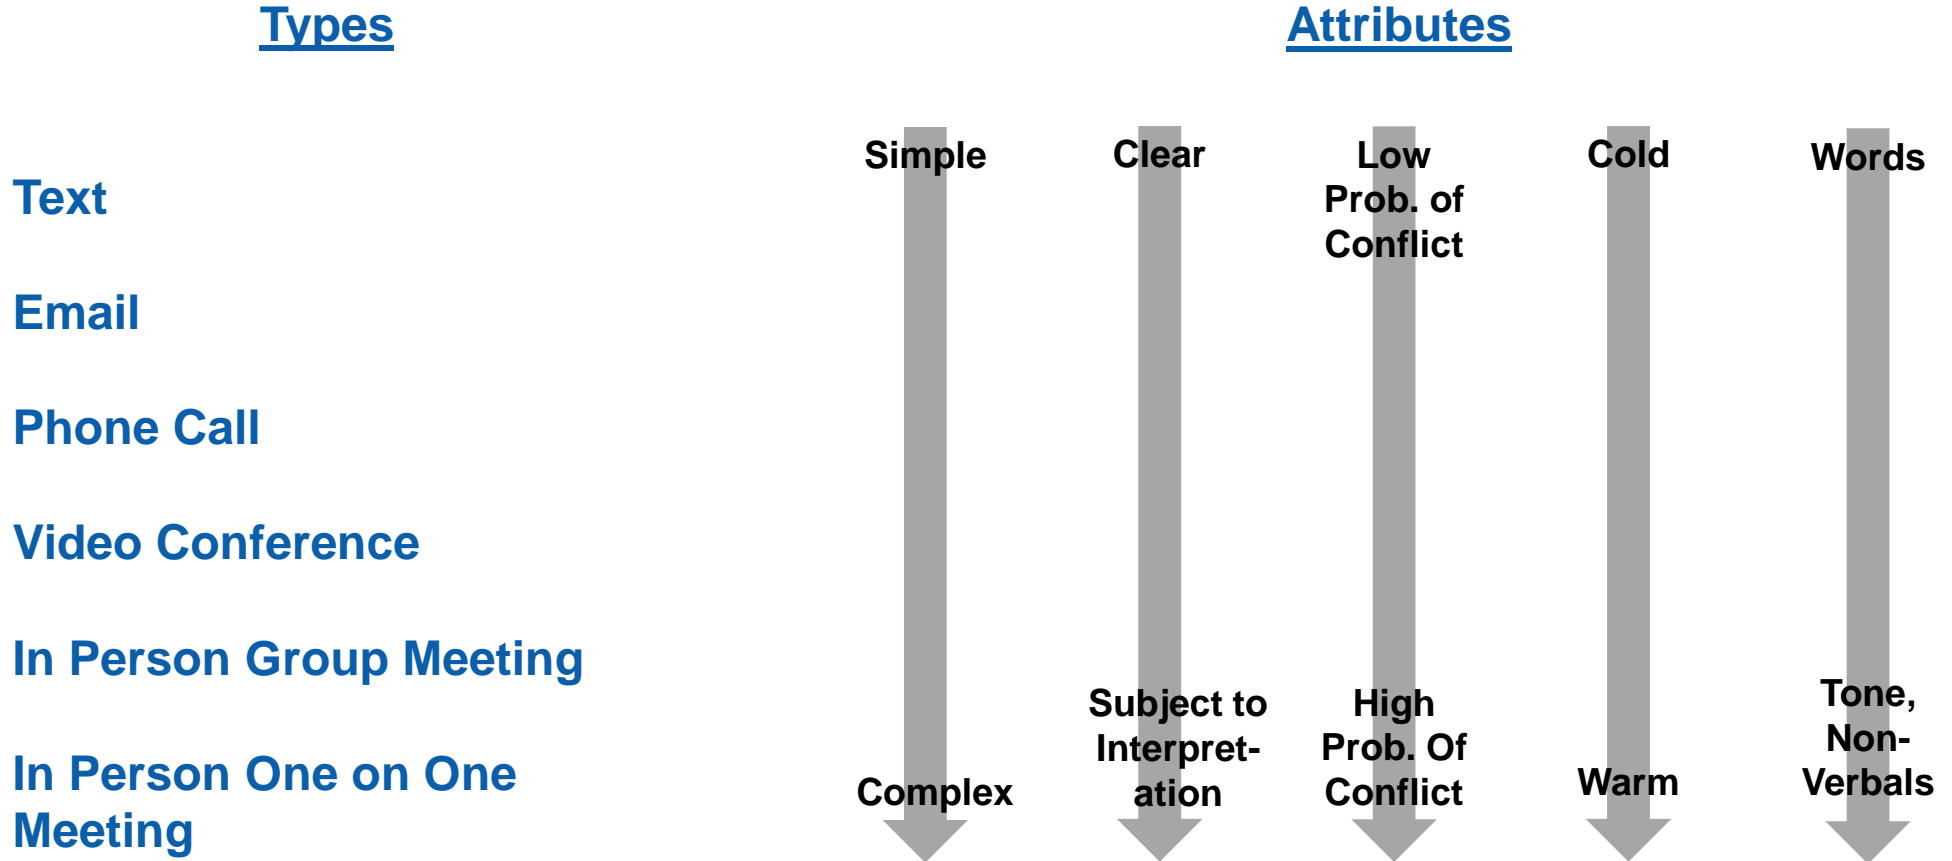 Types
Attributes
Text
Email
Phone Call
Video Conference
In Person Group Meeting
In Person One on One
Meeting
Simple
Complex
Clear
Subject to
Interpret-
ation
Low
Prob. of
Conflict
High
Prob. Of
Conflict
Cold
Warm
Words
Tone,
Non-
Verbals